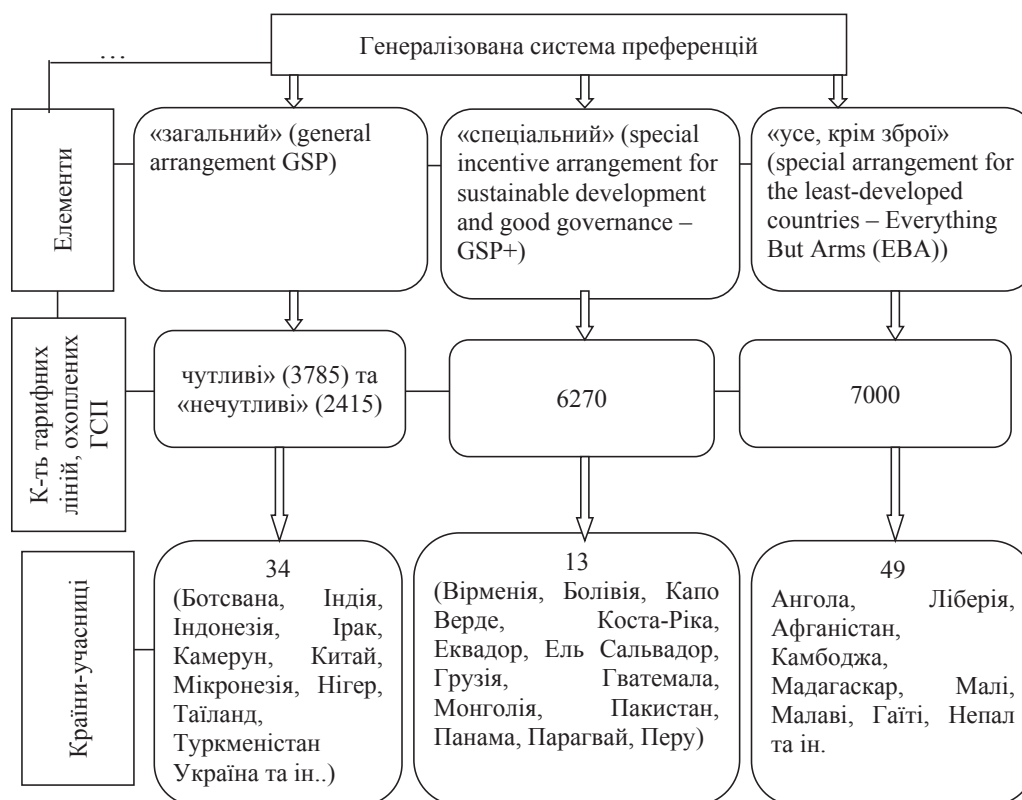 Генералізована система преференцій
…
Елементи
«загальний» (general
arrangement GSP)
«спеціальний» (special
incentive arrangement for
sustainable development
and good governance –
GSP+)
«усе, крім зброї»
(special arrangement for
the least-developed
countries – Everything
But Arms (EBA))
К-ть тарифних
ліній, охоплених
ГСП
чутливі» (3785) та
«нечутливі» (2415)
6270
7000
Країни-учасниці
34
(Ботсвана, Індія,
Індонезія, Ірак,
Камерун, Китай,
Мікронезія, Нігер,
Таїланд,
Туркменістан
Україна та ін..)
13
(Вірменія, Болівія, Капо
Верде, Коста-Ріка,
Еквадор, Ель Сальвадор,
Грузія, Гватемала,
Монголія, Пакистан,
Панама, Парагвай, Перу)
49
Ангола, Ліберія,
Афганістан,
Камбоджа,
Мадагаскар, Малі,
Малаві, Гаїті, Непал
та ін.